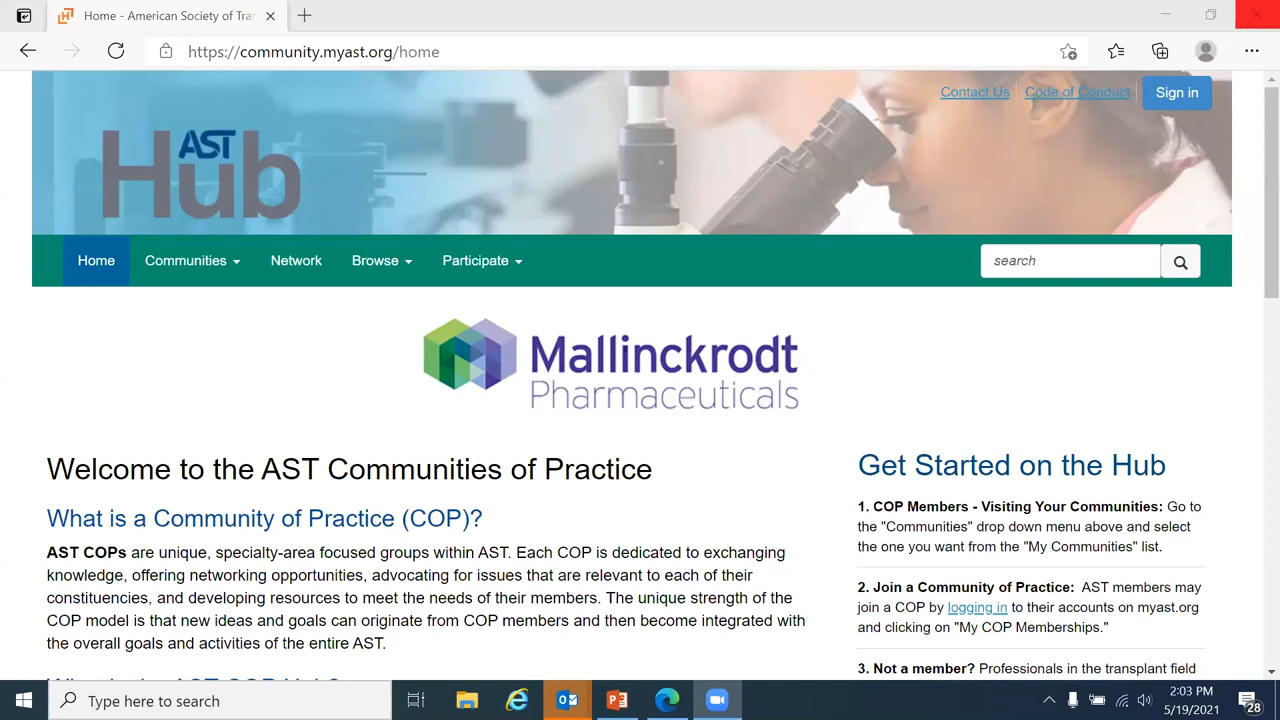 Home - American Society of Tra
https://community.myast.org/home
Contact Us
Code of Conduct
Sign in
AST
Hub
Home
Communities
Network
Browse
Participate
search
Mallinckrodt
Pharmaceuticals
Welcome to the AST Communities of Practice
What is a Community of Practice (COP)?
AST COPs are unique, specialty-area focused groups within AST. Each COP is dedicated to exchanging
knowledge, offering networking opportunities, advocating for issues that are relevant to each of their
constituencies, and developing resources to meet the needs of their members. The unique strength of the
COP model is that new ideas and goals can originate from COP members and then become integrated with
the overall goals and activities of the entire AST.
Get Started on the Hub
1. COP Members - Visiting Your Communities: Go to
the "Communities" drop down menu above and select
the one you want from the "My Communities" list.
2. Join a Community of Practice: AST members may
join a COP by logging in to their accounts on myast.org
and clicking on "My COP Memberships."
3. Not a member? Professionals in the transplant field
Type here to search
2:03 PM
5/19/2021
28